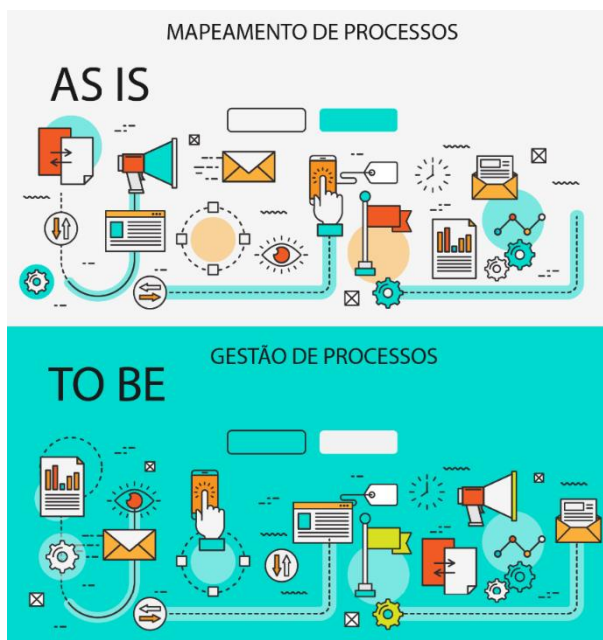 MAPEAMENTO DE PROCESSOS
AS IS
GESTÃO DE PROCESSOS
TO BE